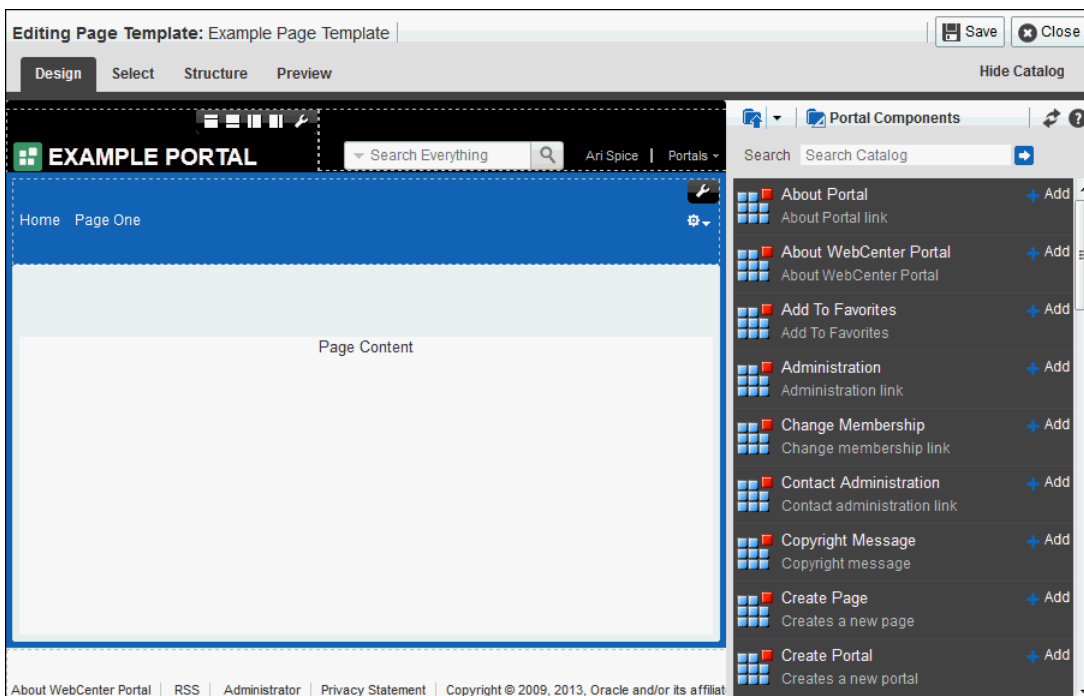 Editing Page Template: Example Page Template Save Close
Design Select Structure Preview Hide Catalog
Portal Components
EXAMPLE PORTAL Search Everything Ari Spice | Portals Search Search Catalog
About Portal Add
About Portal link
Home Page One
About WebCenter Portal Add
About WebCenter Portal
Add To Favorites Add
Add To Favorites
Page Content
Administration Add
Administration link
Change Membership Add
Change membership link
Contact Administration Add
Contact administration link
Copyright Message Add
Copyright message
Create Page Add
Creates a new page
Create Portal Add
Creates a new portal
About WebCenter Portal | RSS | Administrator | Privacy Statement | Copyright © 2009, 2013, Oracle and/or its affiliat